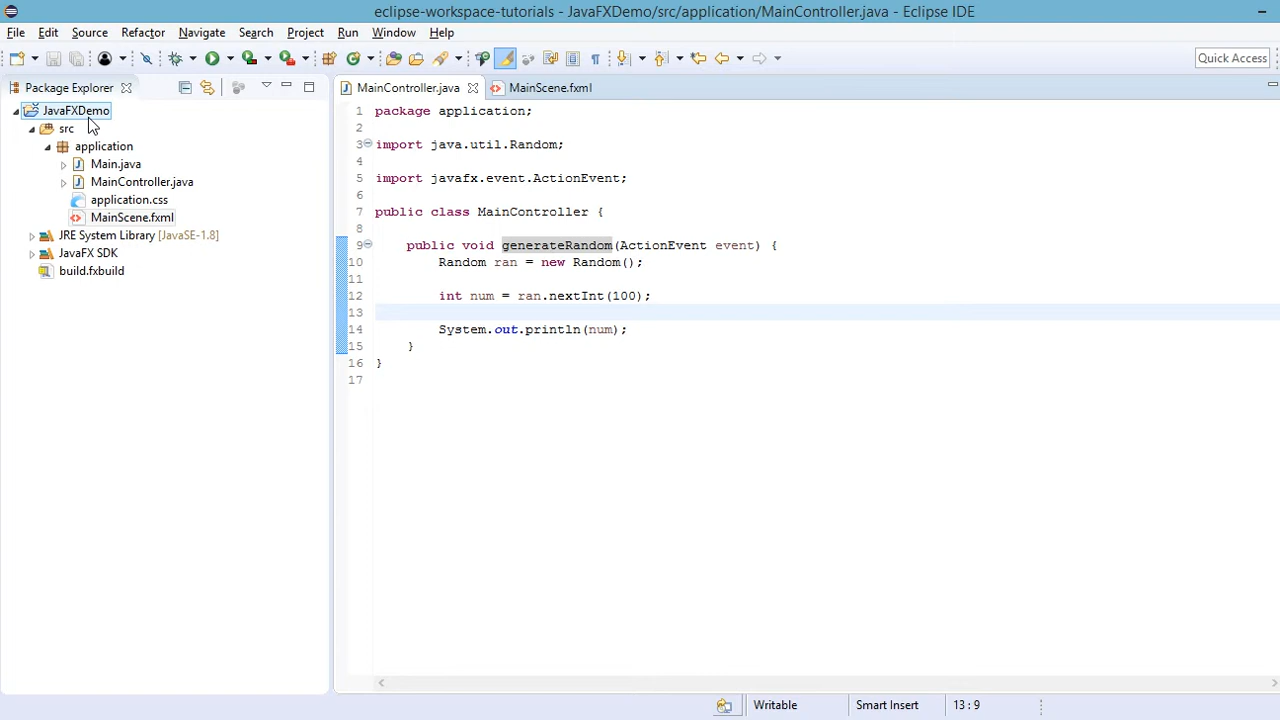 eclipse-workspace-tutorials - JavaFXDemo/src/application/MainController.java - Eclipse IDE
File Edit Source Refactor Navigate Search Project Run Window Help
Quick Access
Package Explorer
MainController.java
MainScene.fxml
JavaFXDemo
src
application
Main.java
MainController.java
application.css
MainScene.fxml
JRE System Library [JavaSE-1.8]
JavaFX SDK
build.fxbuild
1 package application;
2
3 import java.util.Random;
4
5 import javafx.event.ActionEvent;
6
7 public class MainController {
8
9 public void generateRandom(ActionEvent event) {
10 Random ran = new Random();
11
12 int num = ran.nextInt(100);
13
14 System.out.println(num);
15 }
16 }
17
Writable Smart Insert 13 : 9